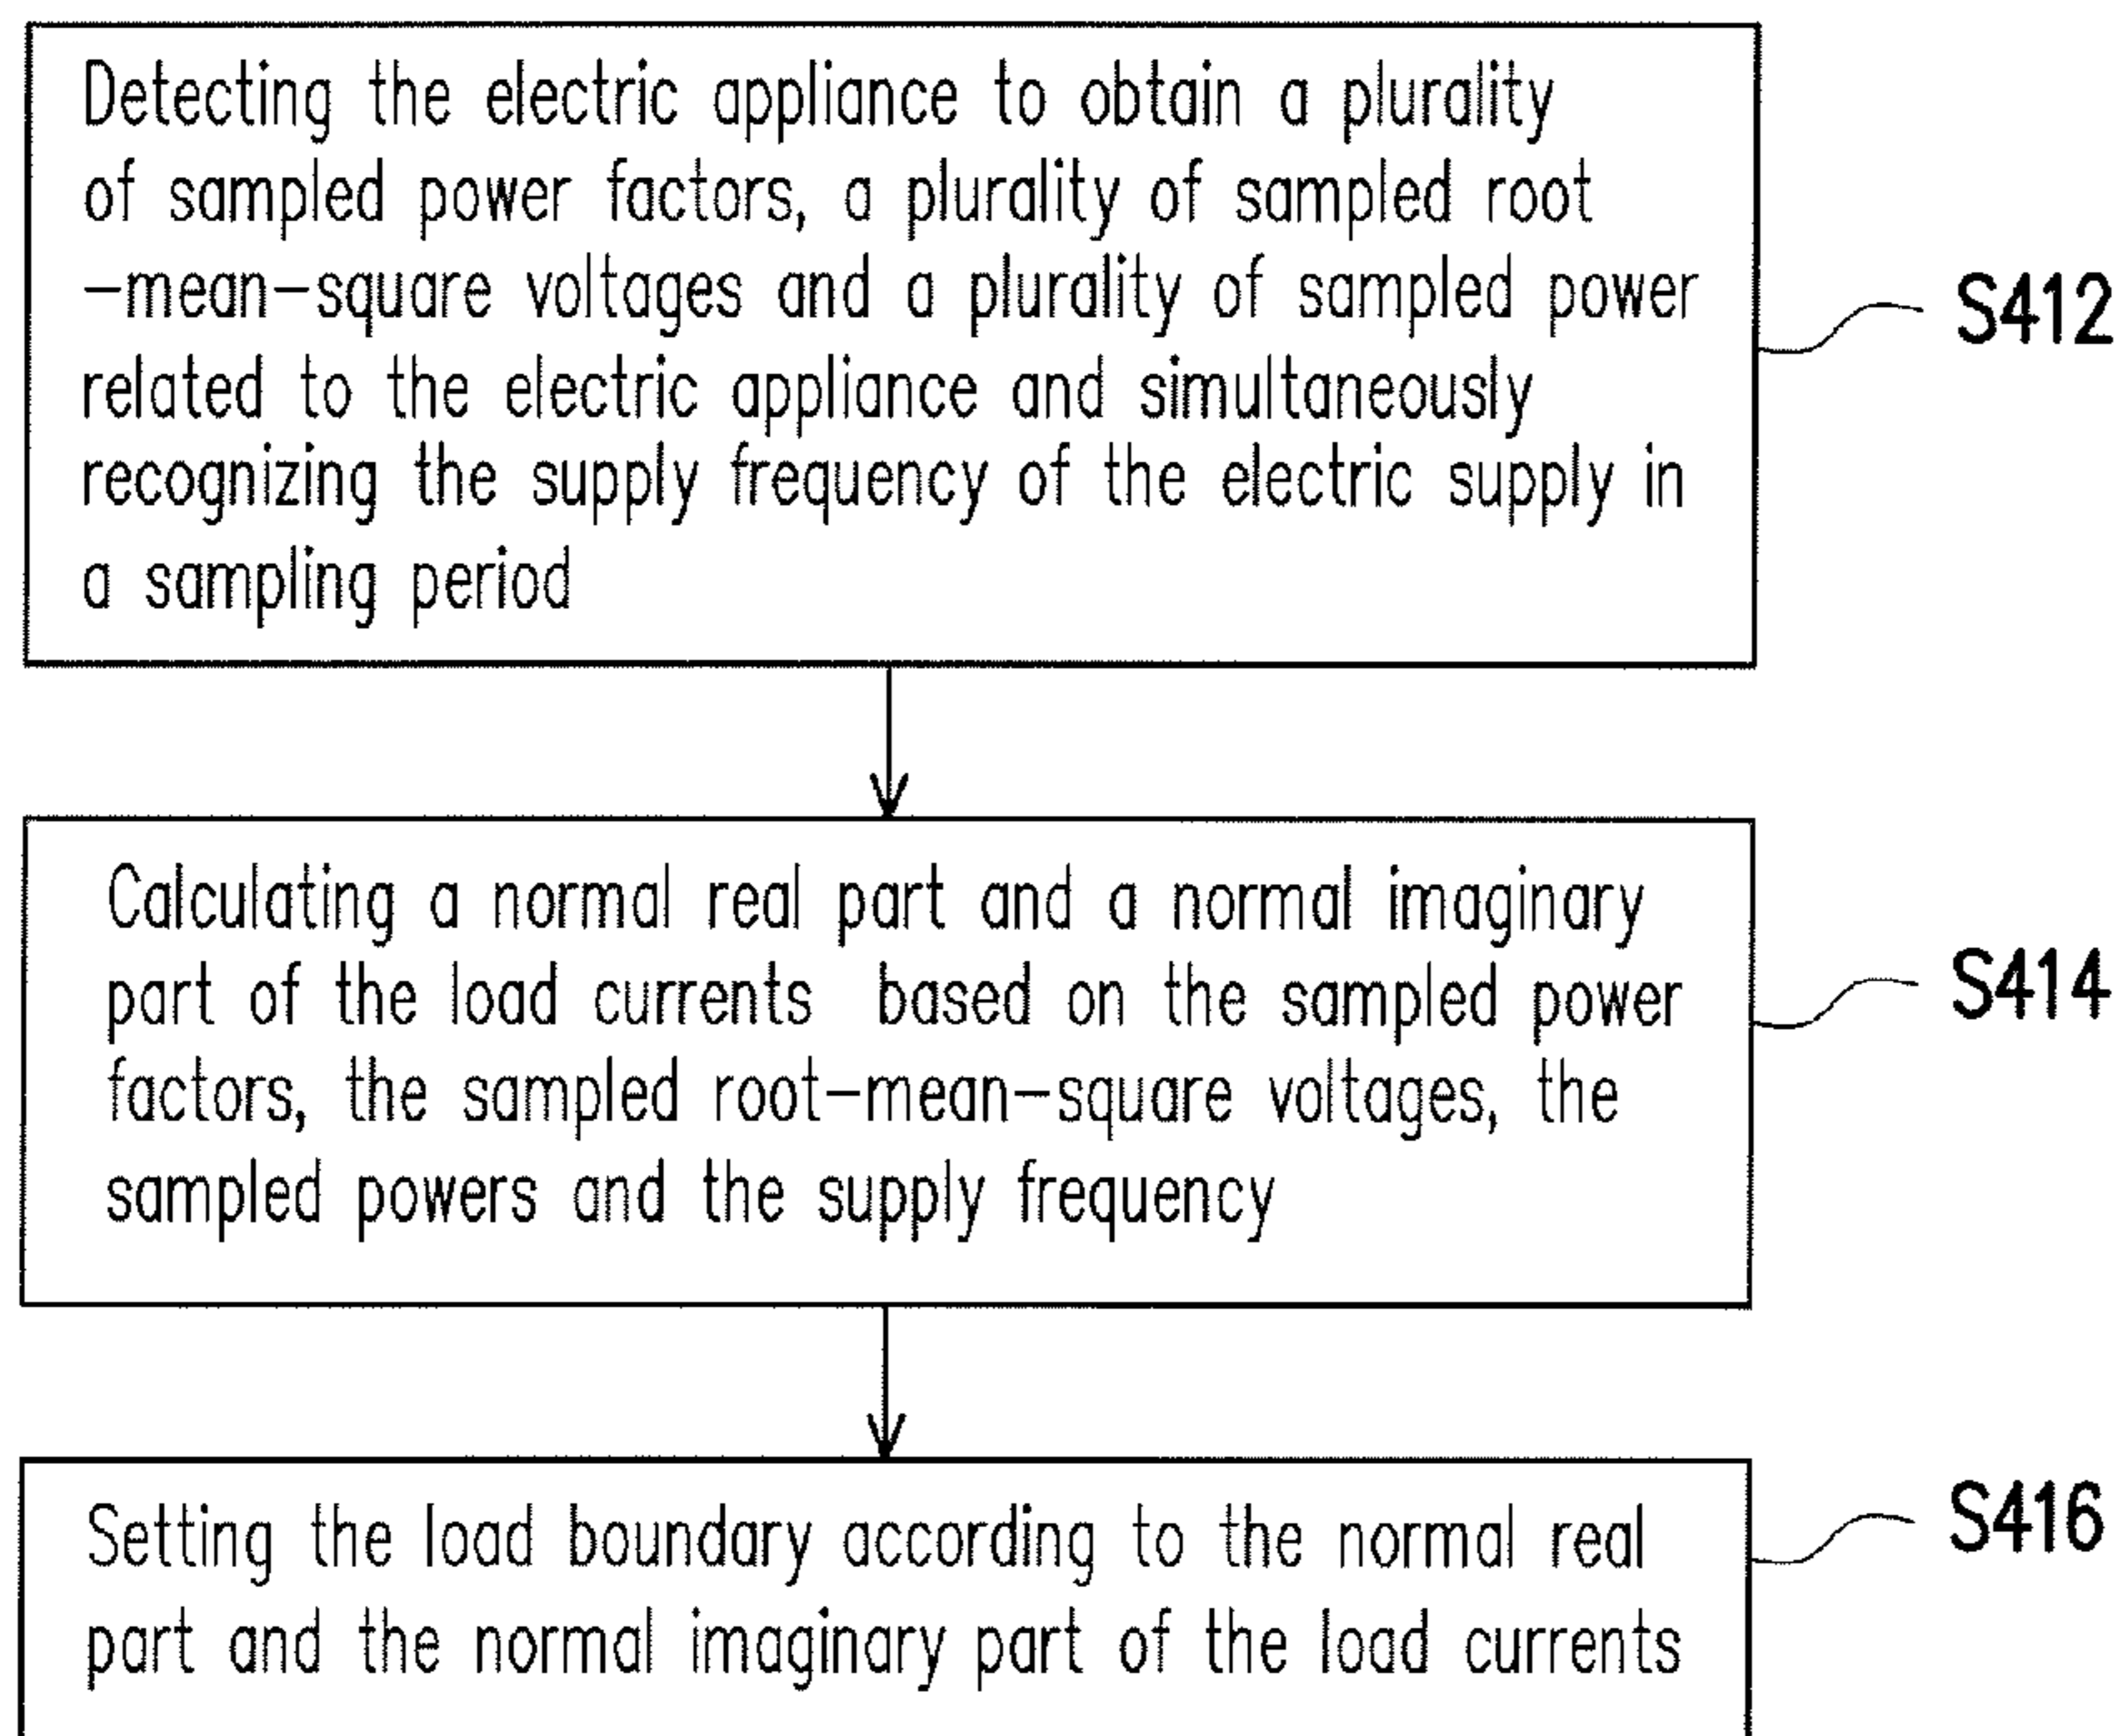 Detecting the electric appliance to obtain a plurality
of sampled power factors, a plurality of sampled root
-mean-square voltages and a plurality of sampled power
related to the electric appliance and simultaneously
recognizing the supply frequency of the electric supply in
a sampling period
S412
Calculating a normal real part and a normal imaginary
part of the load currents based on the sampled power
factors, the sampled root-mean-square voltages, the
sampled powers and the supply frequency
S414
Setting the load boundary according to the normal real
part and the normal imaginary part of the load currents
S416